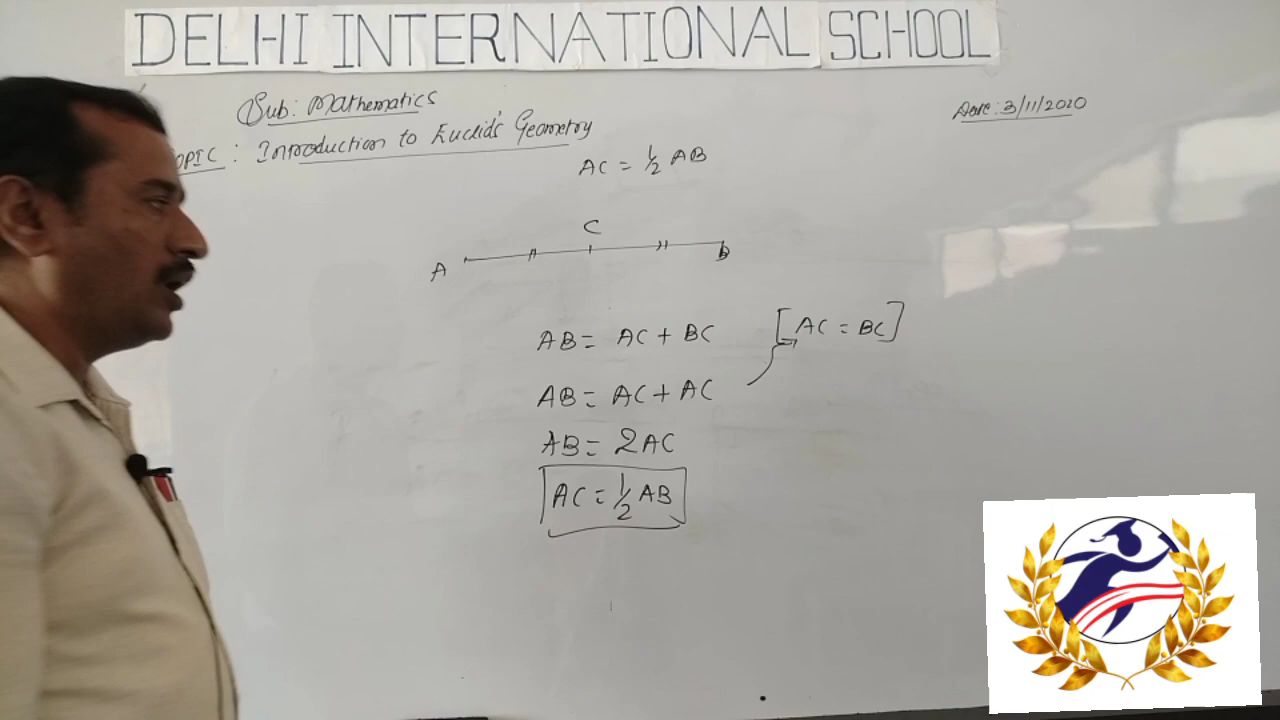 DELHI INTERNATIONAL SCHOOL
Sub: Mathematics
Date: 3/11/2020
OPIC : Introduction to Euclid's Geometry
AC = 1/2 AB
C
A B
AB = AC + BC [AC = BC]
AB = AC + AC
AB = 2AC
AC = 1/2 AB